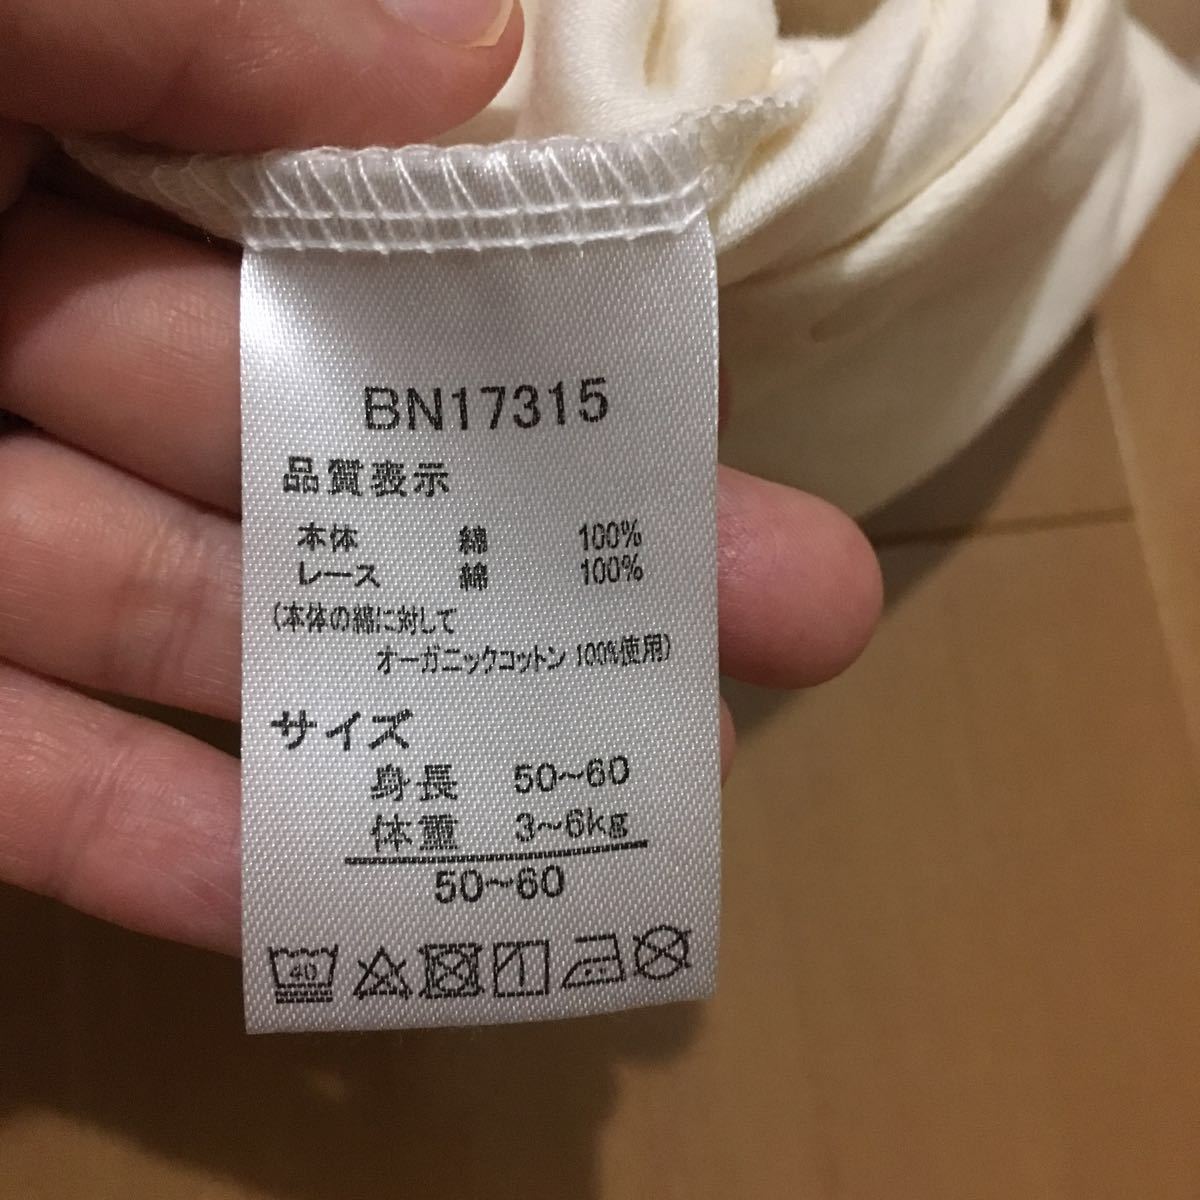 BN17315
品質表示
本体 綿 100%
レース 綿 100%
(本体の綿に対して
オーガニックコットン 100%使用)
サイズ
身長 50~60
体重 3~6kg
50~60
40